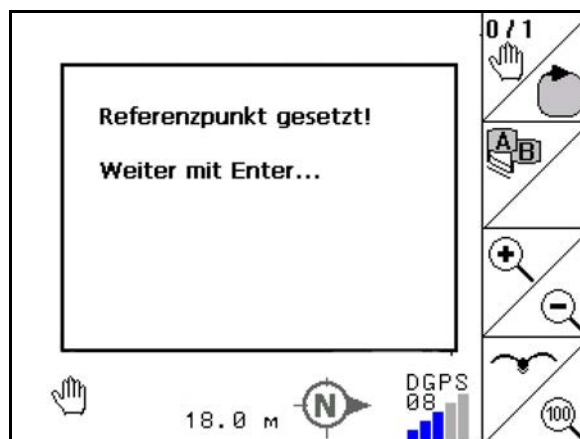 0/1
Referenzpunkt gesetzt!
Weiter mit Enter...
A B
DGPS
08
18.0 м
N
100